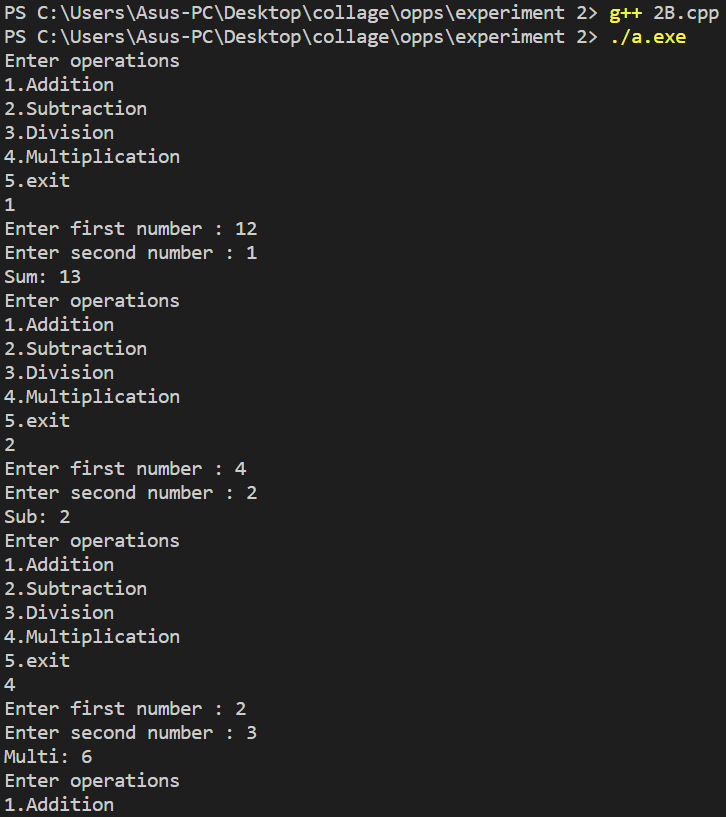 PS C:\Users\Asus-PC\Desktop\collage\opps\experiment 2> g++ 2B.cpp
PS C:\Users\Asus-PC\Desktop\collage\opps\experiment 2> ./a.exe
Enter operations
1.Addition
2.Subtraction
3.Division
4.Multiplication
5.exit
1
Enter first number : 12
Enter second number : 1
Sum: 13
Enter operations
1.Addition
2.Subtraction
3.Division
4.Multiplication
5.exit
2
Enter first number : 4
Enter second number : 2
Sub: 2
Enter operations
1.Addition
2.Subtraction
3.Division
4.Multiplication
5.exit
4
Enter first number : 2
Enter second number : 3
Multi: 6
Enter operations
1.Addition